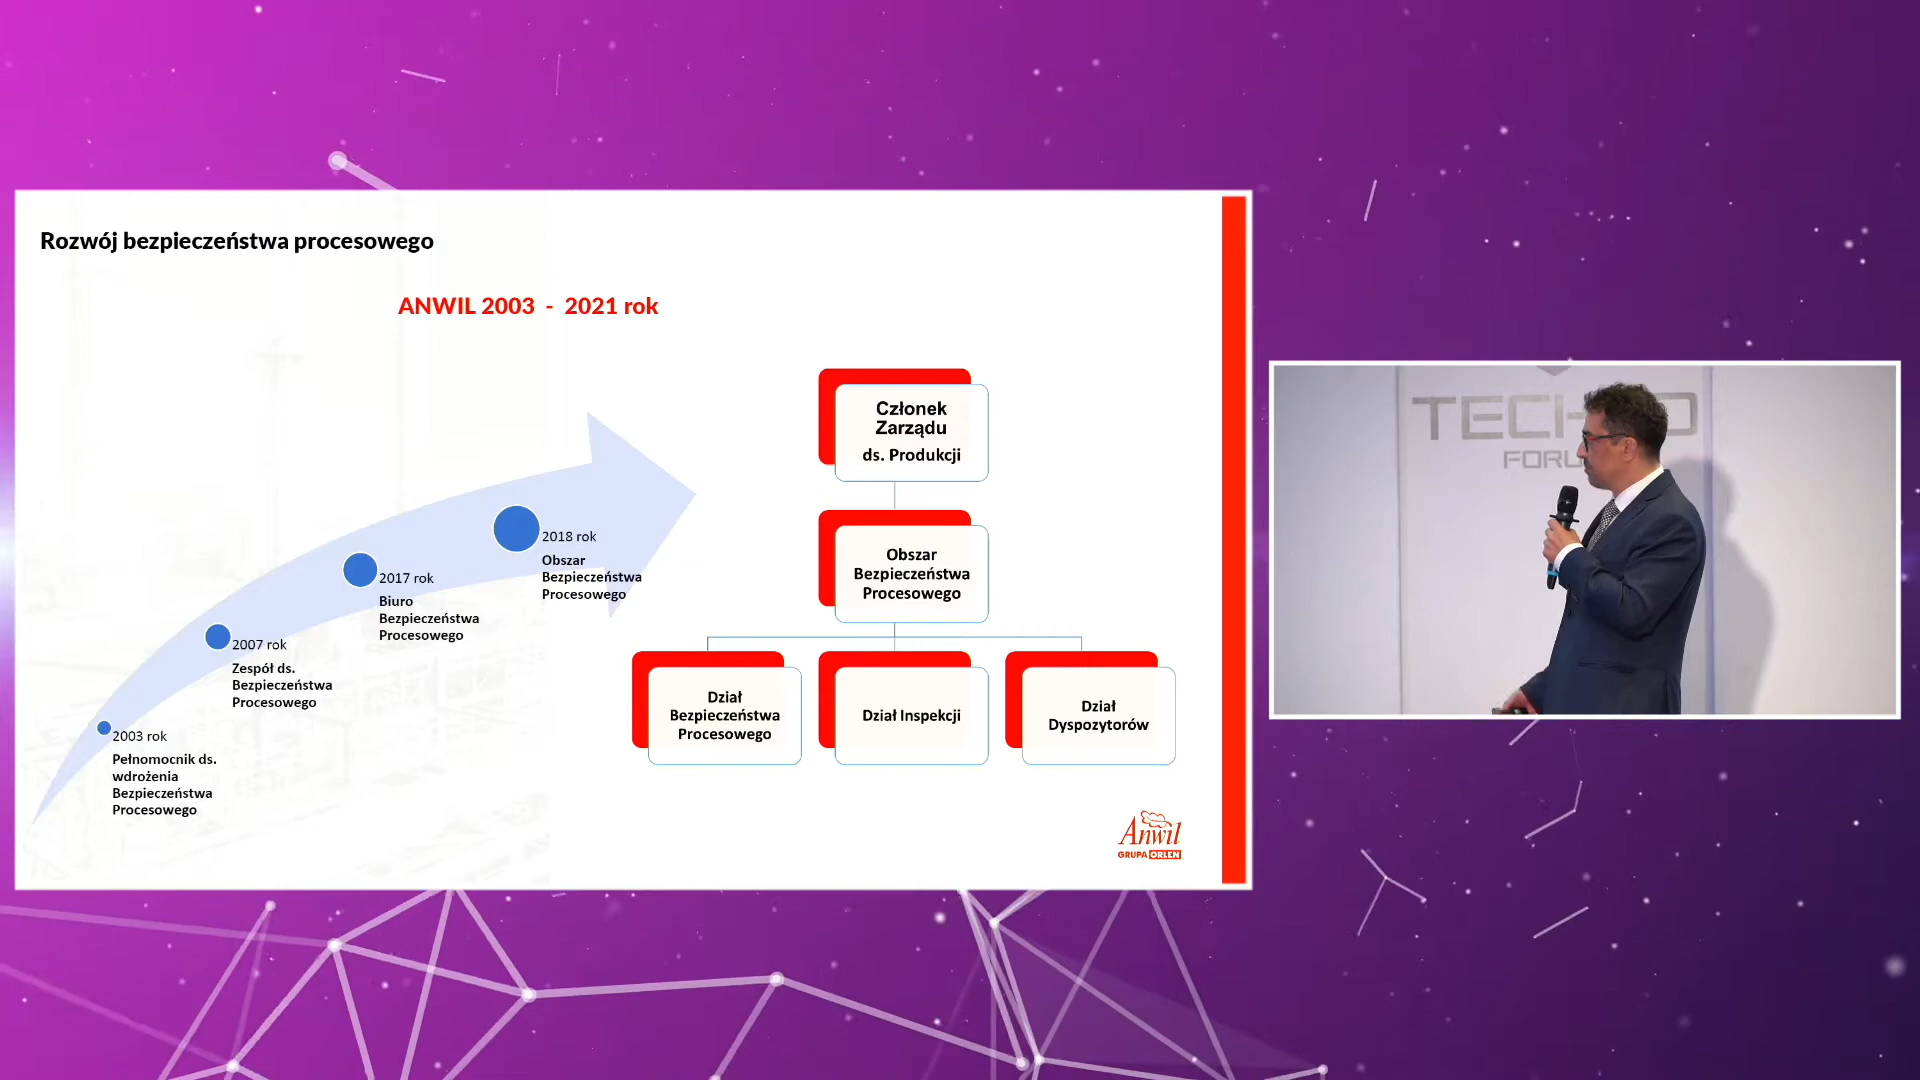 Rozwój bezpieczeństwa procesowego
ANWIL 2003 - 2021 rok
2003 rok
Pełnomocnik ds.
wdrożenia
Bezpieczeństwa
Procesowego
2007 rok
Zespół ds.
Bezpieczeństwa
Procesowego
2017 rok
Biuro
Bezpieczeństwa
Procesowego
2018 rok
Obszar
Bezpieczeństwa
Procesowego
Członek
Zarządu
ds. Produkcji
Obszar
Bezpieczeństwa
Procesowego
Dział
Bezpieczeństwa
Procesowego
Dział Inspekcji
Dział
Dyspozytorów
Anwil
GRUPA ORLEN